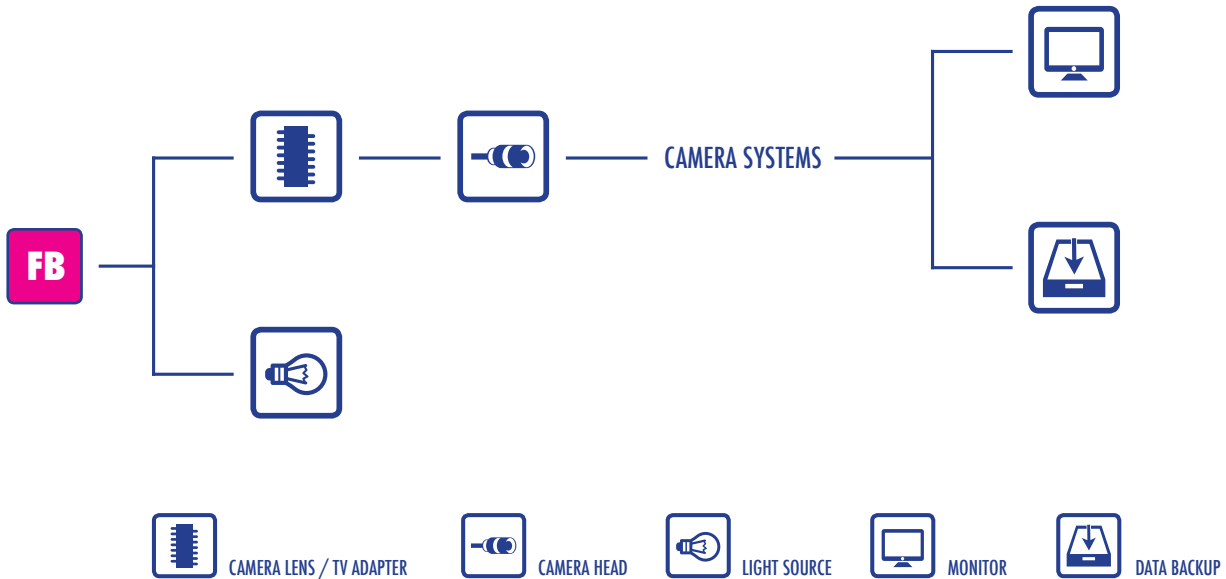 CAMERA SYSTEMS
FB
CAMERA LENS / TV ADAPTER
CAMERA HEAD
LIGHT SOURCE
MONITOR
DATA BACKUP